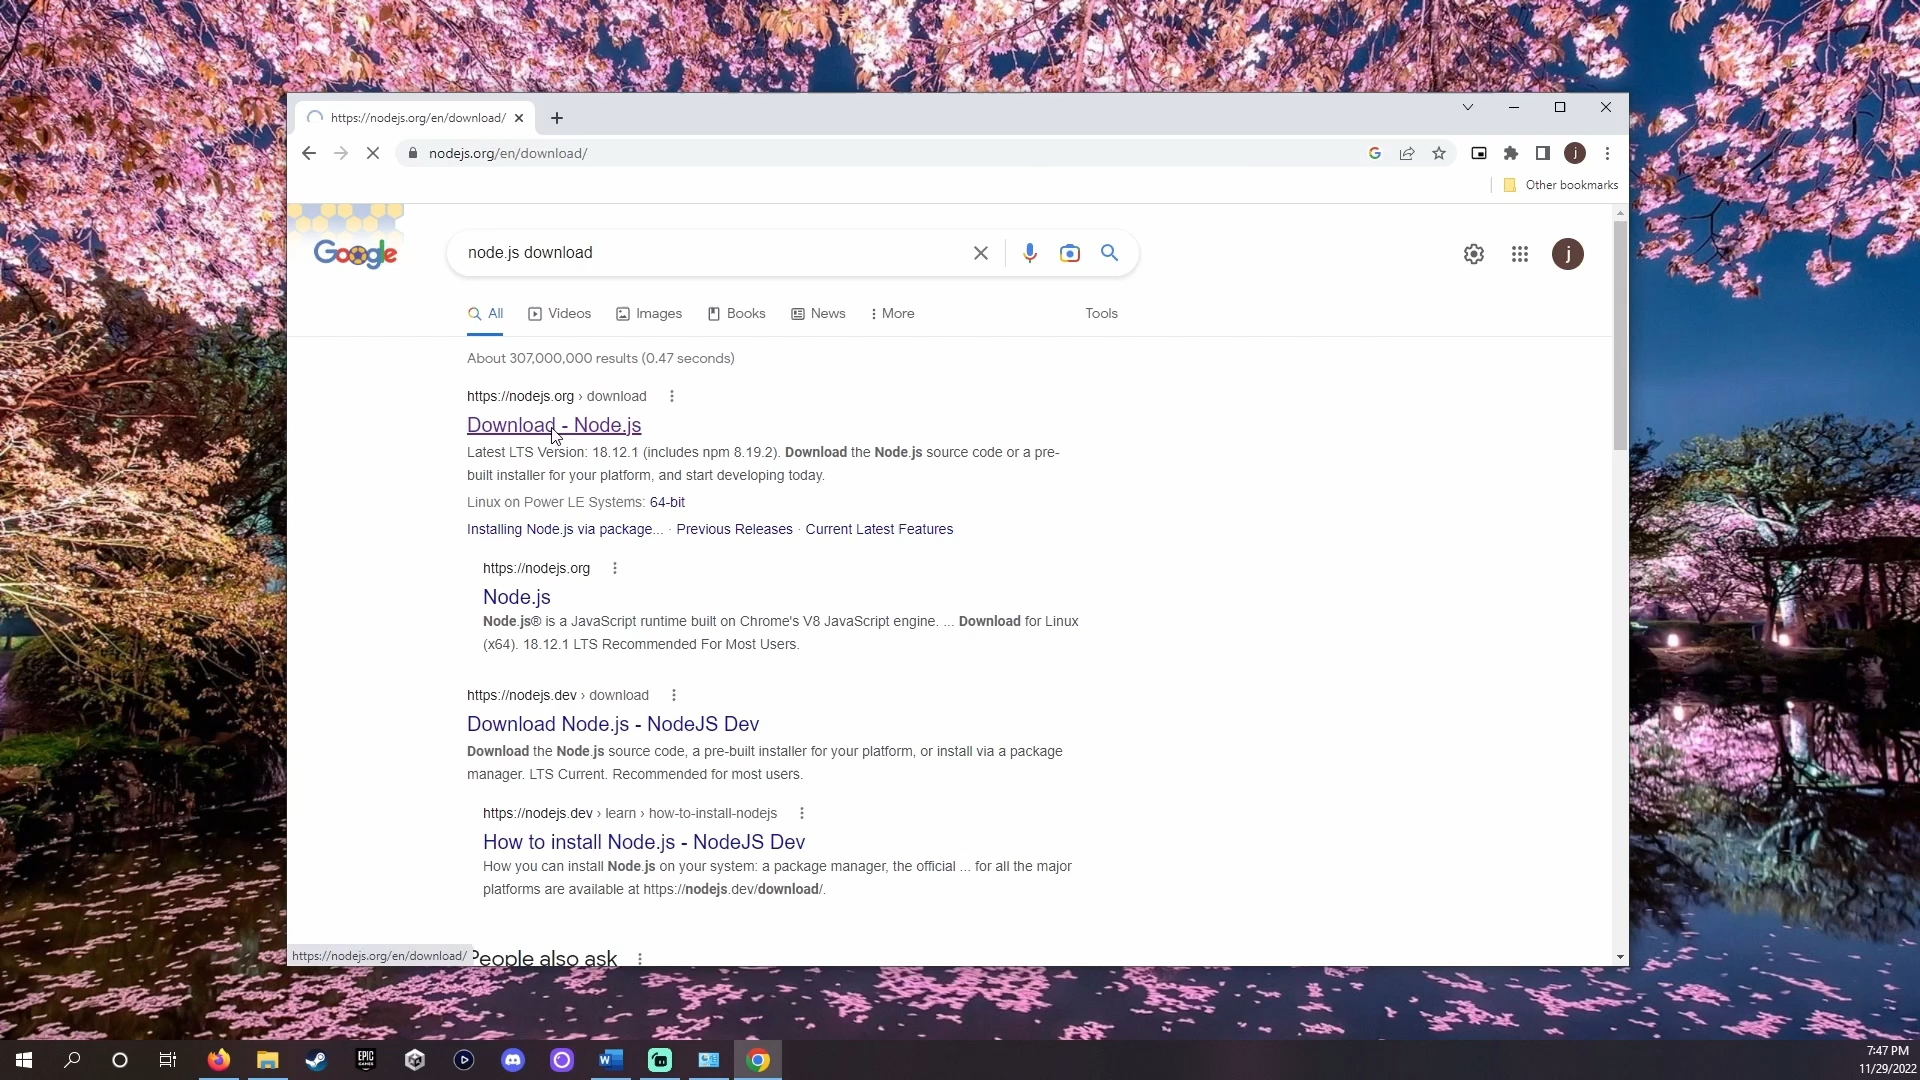 https://nodejs.org/en/download/
nodejs.org/en/download/
Other bookmarks
Google
node.js download
j
All
Videos
Images
Books
News
More
Tools
About 307,000,000 results (0.47 seconds)
https://nodejs.org › download
Download - Node.js
Latest LTS Version: 18.12.1 (includes npm 8.19.2). Download the Node.js source code or a pre-
built installer for your platform, and start developing today.
Linux on Power LE Systems: 64-bit
Installing Node.js via package... · Previous Releases · Current Latest Features
https://nodejs.org
Node.js
Node.js® is a JavaScript runtime built on Chrome's V8 JavaScript engine. ... Download for Linux
(x64). 18.12.1 LTS Recommended For Most Users.
https://nodejs.dev › download
Download Node.js - NodeJS Dev
Download the Node.js source code, a pre-built installer for your platform, or install via a package
manager. LTS Current. Recommended for most users.
https://nodejs.dev › learn › how-to-install-nodejs
How to install Node.js - NodeJS Dev
How you can install Node.js on your system: a package manager, the official ... for all the major
platforms are available at https://nodejs.dev/download/.
People also ask
https://nodejs.org/en/download/
EPIC
GAMES
W
7:47 PM
11/29/2022